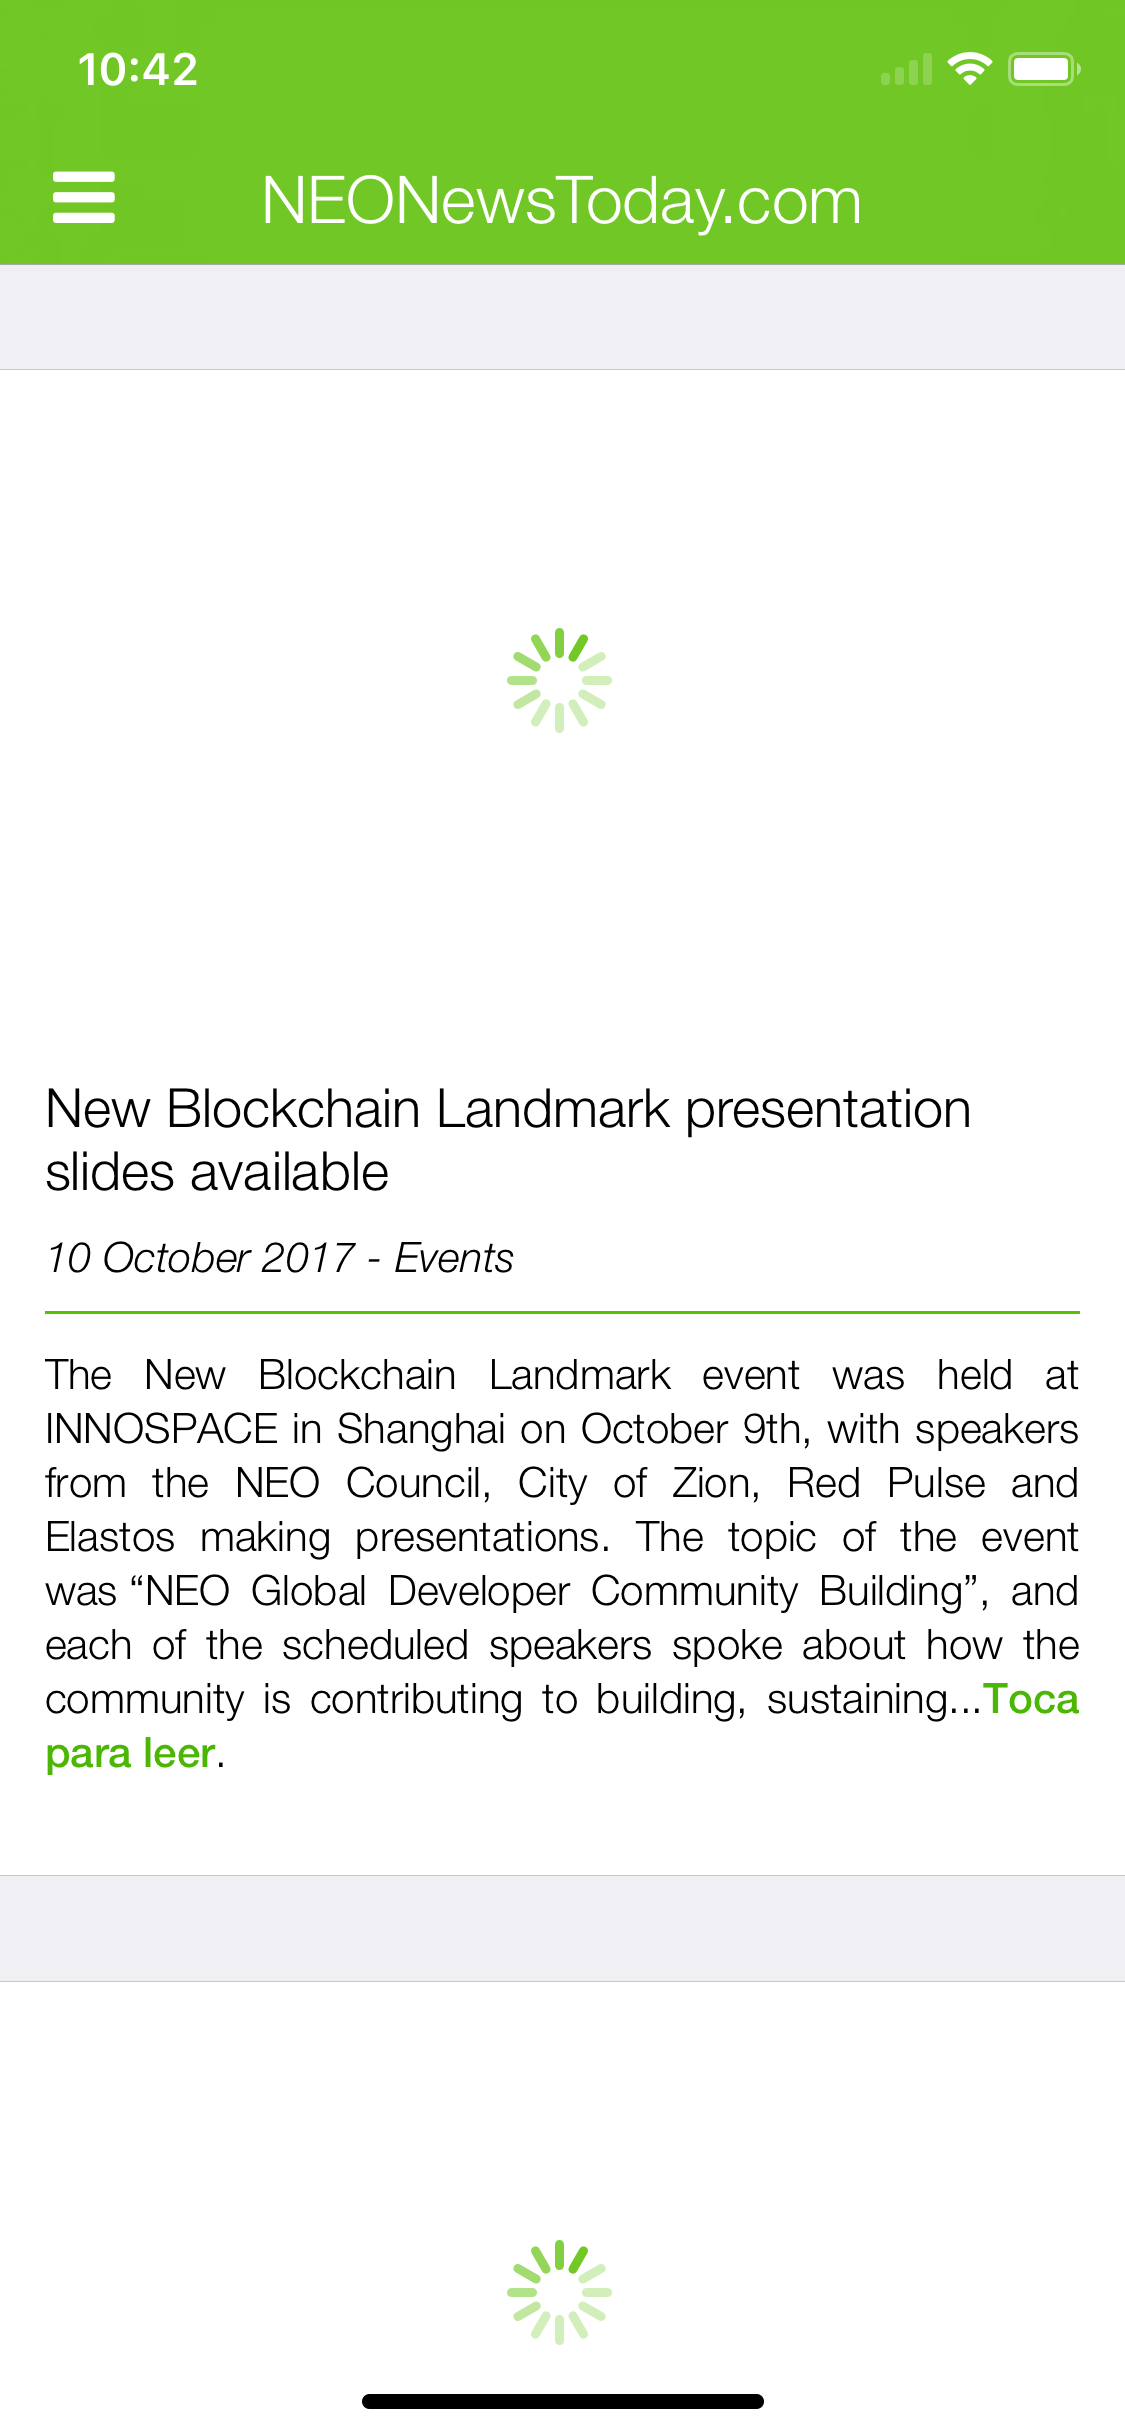 10:42
NEONewsToday.com
New Blockchain Landmark presentation
slides available
10 October 2017 - Events
The New Blockchain Landmark event was held at
INNOSPACE in Shanghai on October 9th, with speakers
from the NEO Council, City of Zion, Red Pulse and
Elastos making presentations. The topic of the event
was “NEO Global Developer Community Building”, and
each of the scheduled speakers spoke about how the
community is contributing to building, sustaining...Toca
para leer.